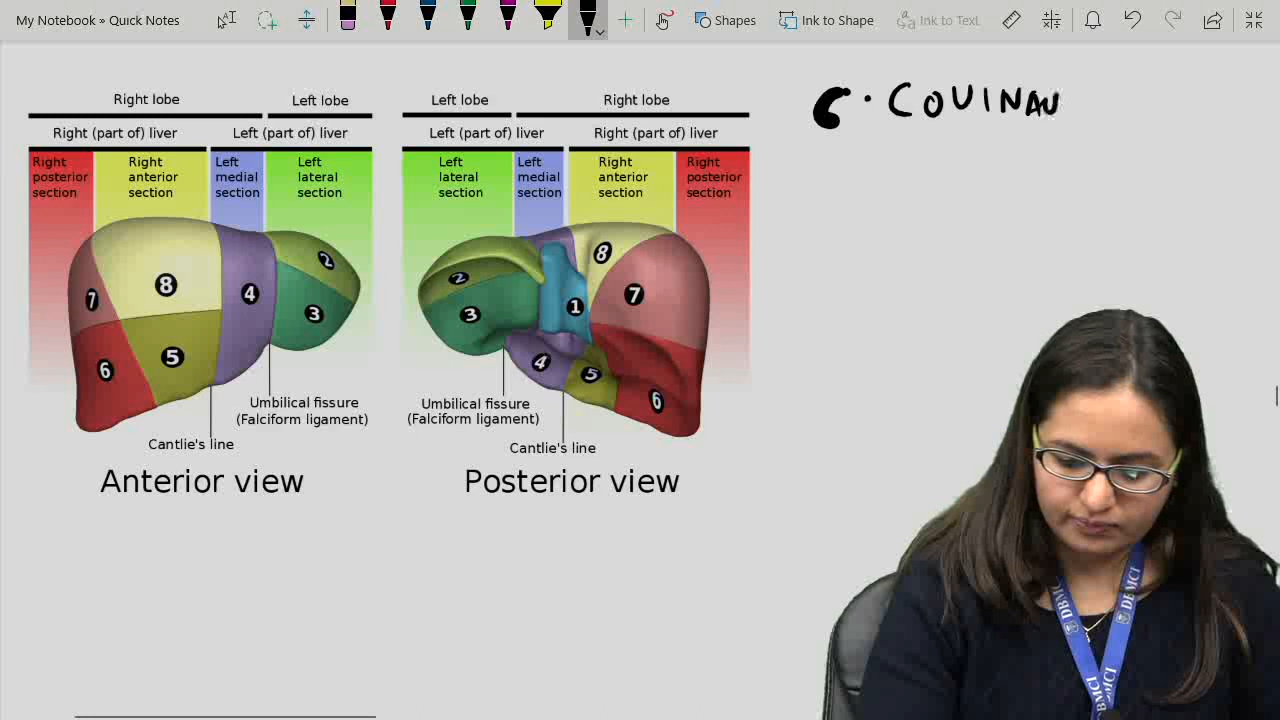 My Notebook » Quick Notes
Shapes
Ink to Shape
Ink to Text
Right lobe
Left lobe
Right (part of) liver
Left (part of) liver
Right posterior section
Right anterior section
Left medial section
Left lateral section
7
8
4
2
3
6
5
Umbilical fissure
(Falciform ligament)
Cantlie's line
Anterior view
Left lobe
Right lobe
Left (part of) liver
Right (part of) liver
Left lateral section
Left medial section
Right anterior section
Right posterior section
2
3
1
8
7
4
5
6
Umbilical fissure
(Falciform ligament)
Cantlie's line
Posterior view
6. COUINAU
DBMCI
DBMCI
DBMCI